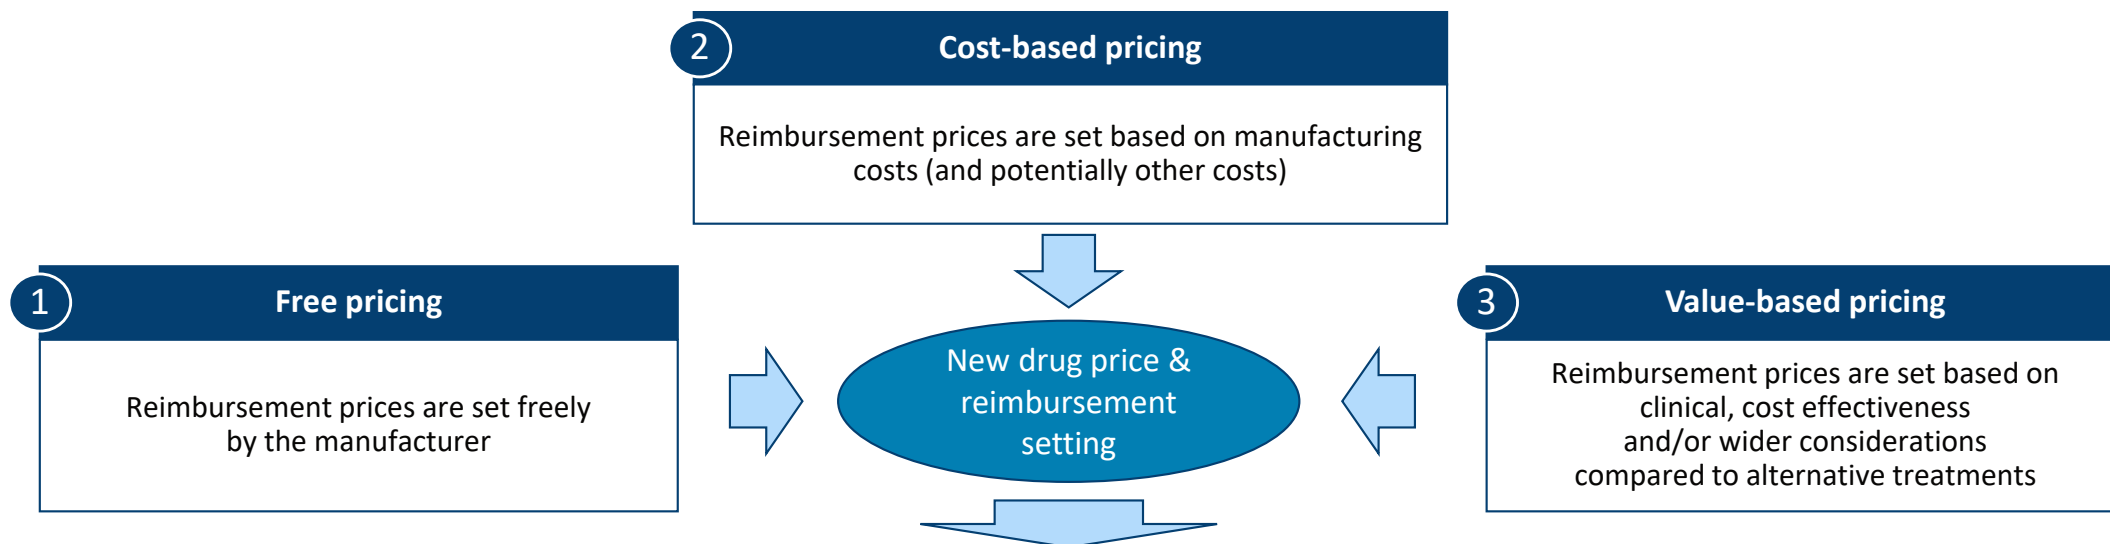 2
Cost-based pricing
Reimbursement prices are set based on manufacturing
costs (and potentially other costs)
1
Free pricing
Reimbursement prices are set freely
by the manufacturer
New drug price &
reimbursement
setting
3
Value-based pricing
Reimbursement prices are set based on
clinical, cost effectiveness
and/or wider considerations
compared to alternative treatments